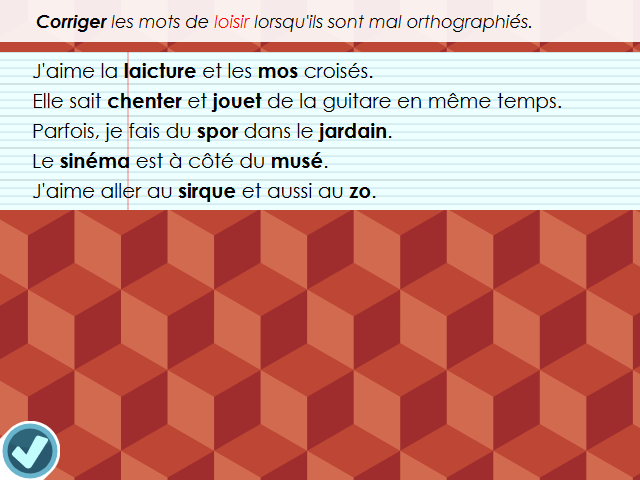 Corriger les mots de loisir lorsqu'ils sont mal orthographiés.
J'aime la laicture et les mos croisés.
Elle sait chenter et jouet de la guitare en même temps.
Parfois, je fais du spor dans le jardain.
Le sinéma est à côté du musé.
J'aime aller au sirque et aussi au zo.